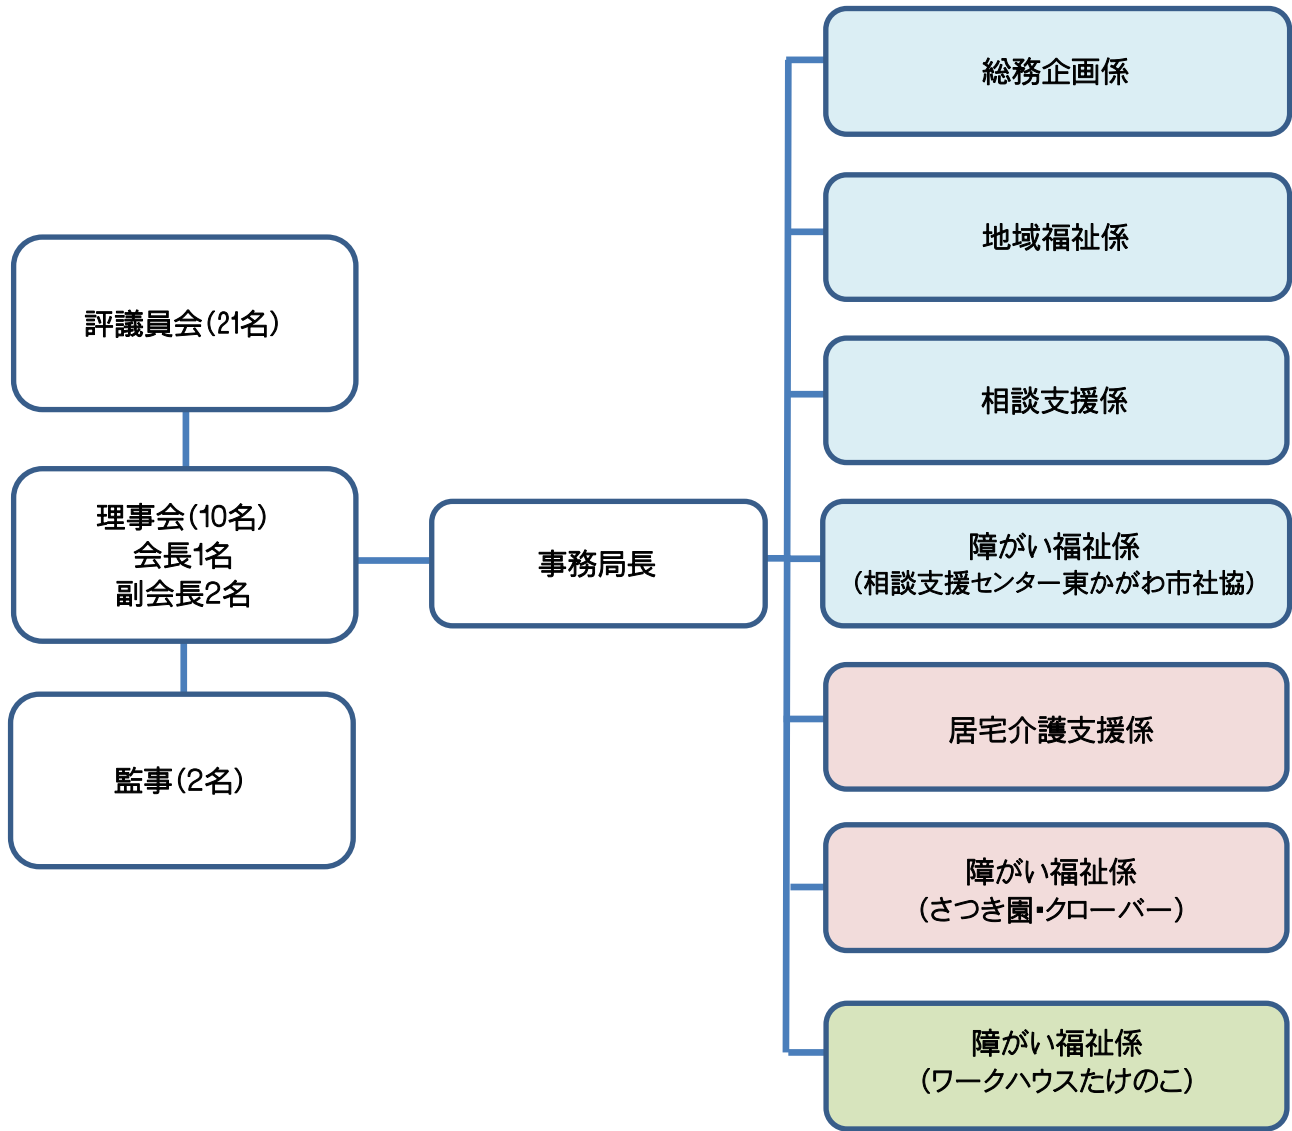 評議員会(21名)
理事会(10名)
会長1名
副会長2名
監事(2名)
事務局長
総務企画係
地域福祉係
相談支援係
障がい福祉係
(相談支援センター東かがわ市社協)
居宅介護支援係
障がい福祉係
(さつき園・クローバー)
障がい福祉係
(ワークハウスたけのこ)